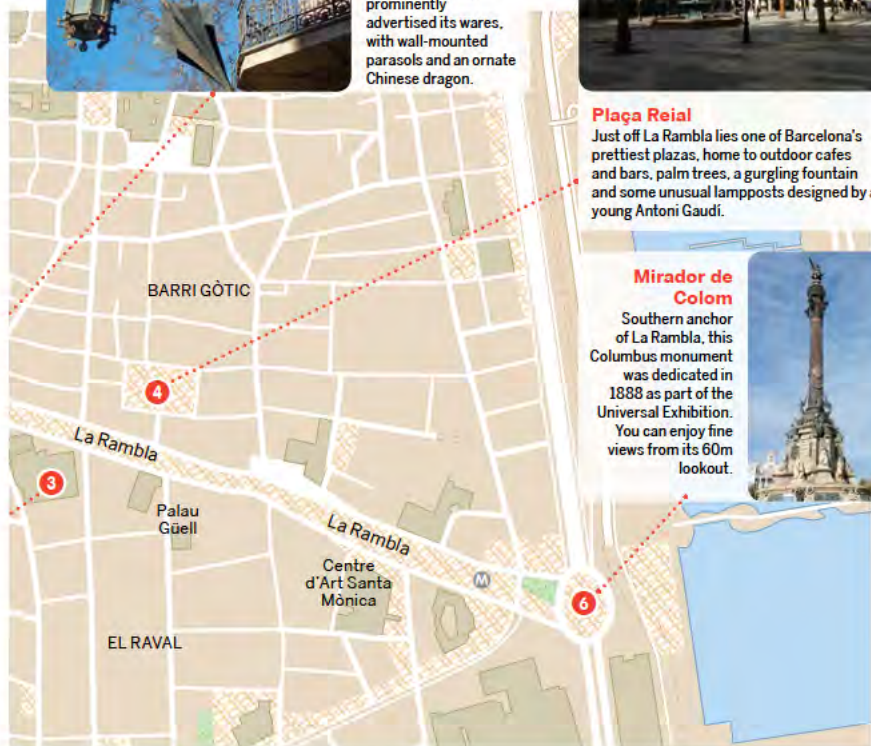 prominently
advertised its wares,
with wall-mounted
parasols and an ornate
Chinese dragon.
Plaça Reial
Just off La Rambla lies one of Barcelona's
prettiest plazas, home to outdoor cafes
and bars, palm trees, a gurgling fountain
and some unusual lampposts designed by a
young Antoni Gaudí.
Mirador de
Colom
Southern anchor
of La Rambla, this
Columbus monument
was dedicated in
1888 as part of the
Universal Exhibition.
You can enjoy fine
views from its 60m
lookout.
BARRI GÒTIC
4
La Rambla
3
Palau
Güell
La Rambla
Centre
d'Art Santa
Mònica
M
6
EL RAVAL